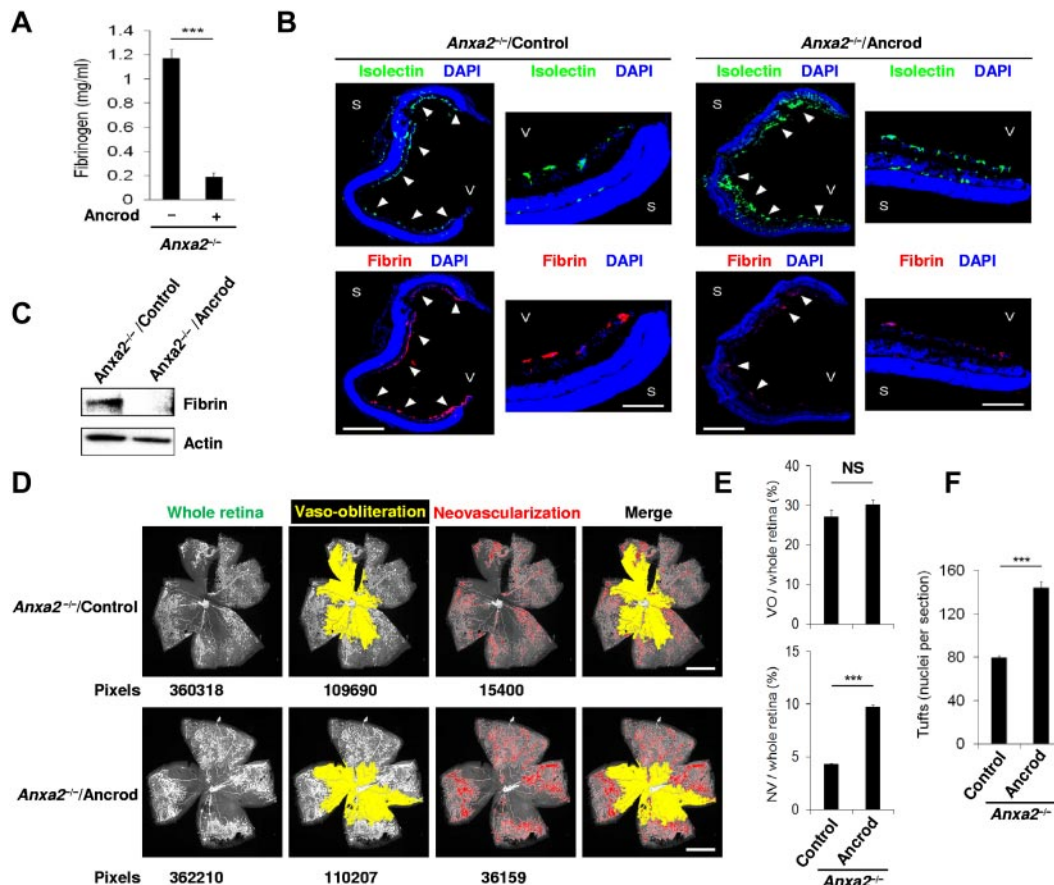 A
***
Fibrinogen (mg/ml)
1.4
1.2
1.0
0.8
0.6
0.4
0.2
0
Ancrod – +
Anxa2–/–
B
Anxa2–/–/Control
Anxa2–/–/Ancrod
Isolectin DAPI
Isolectin DAPI
Isolectin DAPI
Isolectin DAPI
S
V
V
S
S
V
V
S
Fibrin DAPI
Fibrin DAPI
Fibrin DAPI
Fibrin DAPI
S
V
V
S
S
V
V
S
C
Anxa2–/–/Control
Anxa2–/–/Ancrod
Fibrin
Actin
D
Whole retina
Vaso-obliteration
Neovascularization
Merge
Anxa2–/–/Control
Pixels 360318 109690 15400
Anxa2–/–/Ancrod
Pixels 362210 110207 36159
E
NS
VO / whole retina (%)
40
30
20
10
0
***
NV / whole retina (%)
15
10
5
0
Control
Ancrod
Anxa2–/–
F
***
Tufts (nuclei per section)
160
120
80
40
0
Control
Ancrod
Anxa2–/–